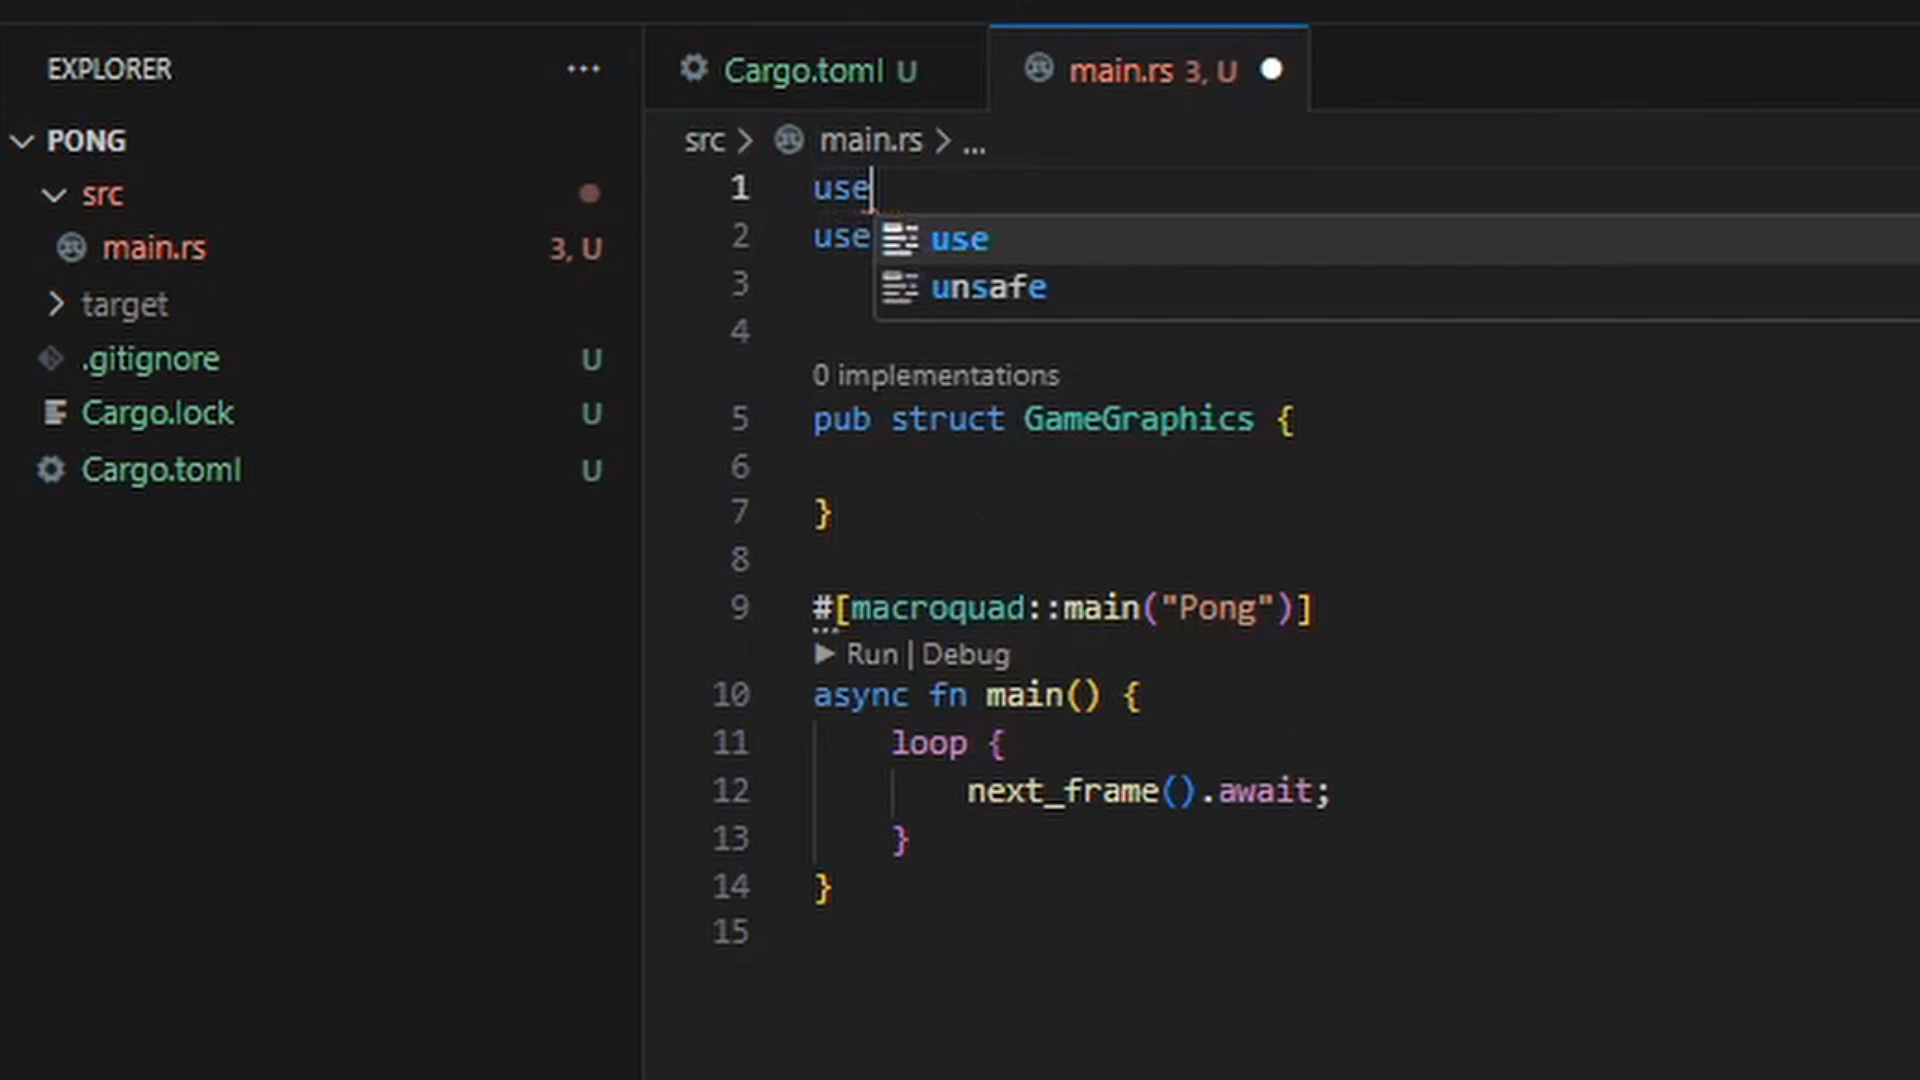 EXPLORER ...
PONG
src
main.rs 3, U
target
.gitignore U
Cargo.lock U
Cargo.toml U
Cargo.toml U main.rs 3, U
src > main.rs > ...
1 use
2 use
use
unsafe
3
4
0 implementations
5 pub struct GameGraphics {
6
7 }
8
9 #[macroquad::main("Pong")]
Run | Debug
10 async fn main() {
11 loop {
12 next_frame().await;
13 }
14 }
15